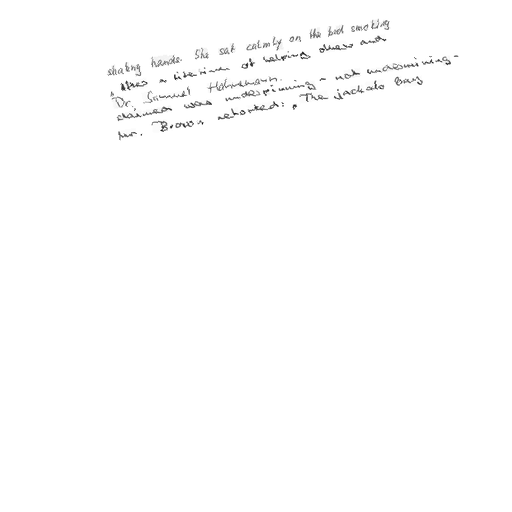 shaking hands. She sat calmly on the bed smoking
, After a lifetime of helping others and
Dr. Samuel Hahnemann.
claimed was underpinning - not undermining -
Mr. Brown retorted: " The jackals bay